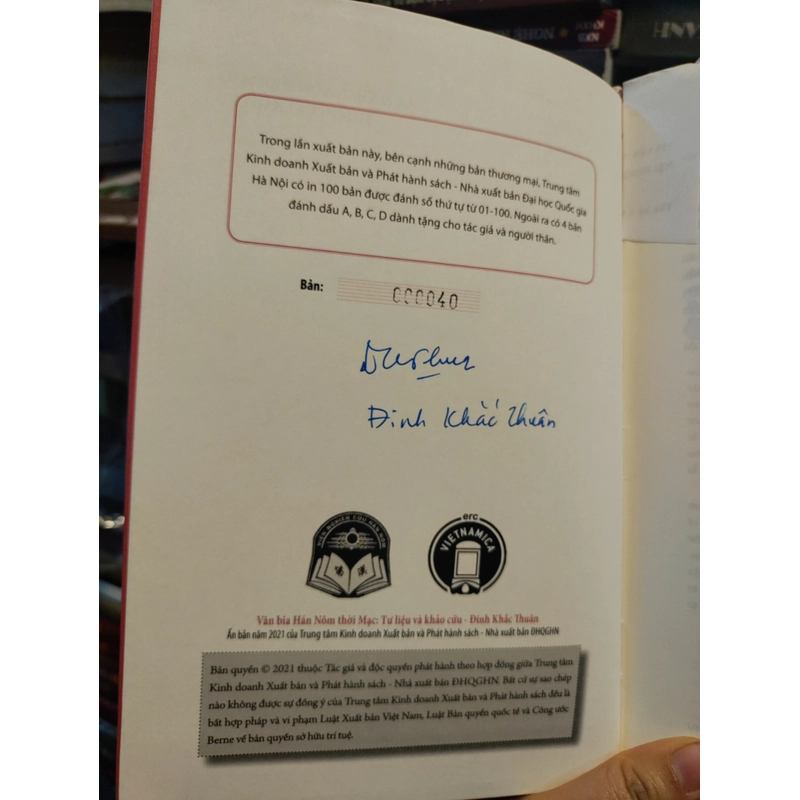 Trong lần xuất bản này, bên cạnh những bản thương mại, Trung tâm
Kinh doanh Xuất bản và Phát hành sách - Nhà xuất bản Đại học Quốc gia
Hà Nội có in 100 bản được đánh số thứ tự từ 01-100. Ngoài ra có 4 bản
đánh dấu A, B, C, D dành tặng cho tác giả và người thân.
Bản: 000040
Đinh Khắc Thuân
VIỆN NGHIÊN CỨU HÁN NÔM
erc
VIETNAMICA
Văn bia Hán Nôm thời Mạc: Tư liệu và khảo cứu - Đinh Khắc Thuân
Ấn bản năm 2021 của Trung tâm Kinh doanh Xuất bản và Phát hành sách - Nhà xuất bản ĐHQGHN
Bản quyền © 2021 thuộc Tác giả và độc quyền phát hành theo hợp đồng giữa Trung tâm
Kinh doanh Xuất bản và Phát hành sách - Nhà xuất bản ĐHQGHN. Bất cứ sự sao chép
nào không được sự đồng ý của Trung tâm Kinh doanh Xuất bản và Phát hành sách đều là
bất hợp pháp và vi phạm Luật Xuất bản Việt Nam, Luật Bản quyền quốc tế và Công ước
Berne về bản quyền sở hữu trí tuệ.